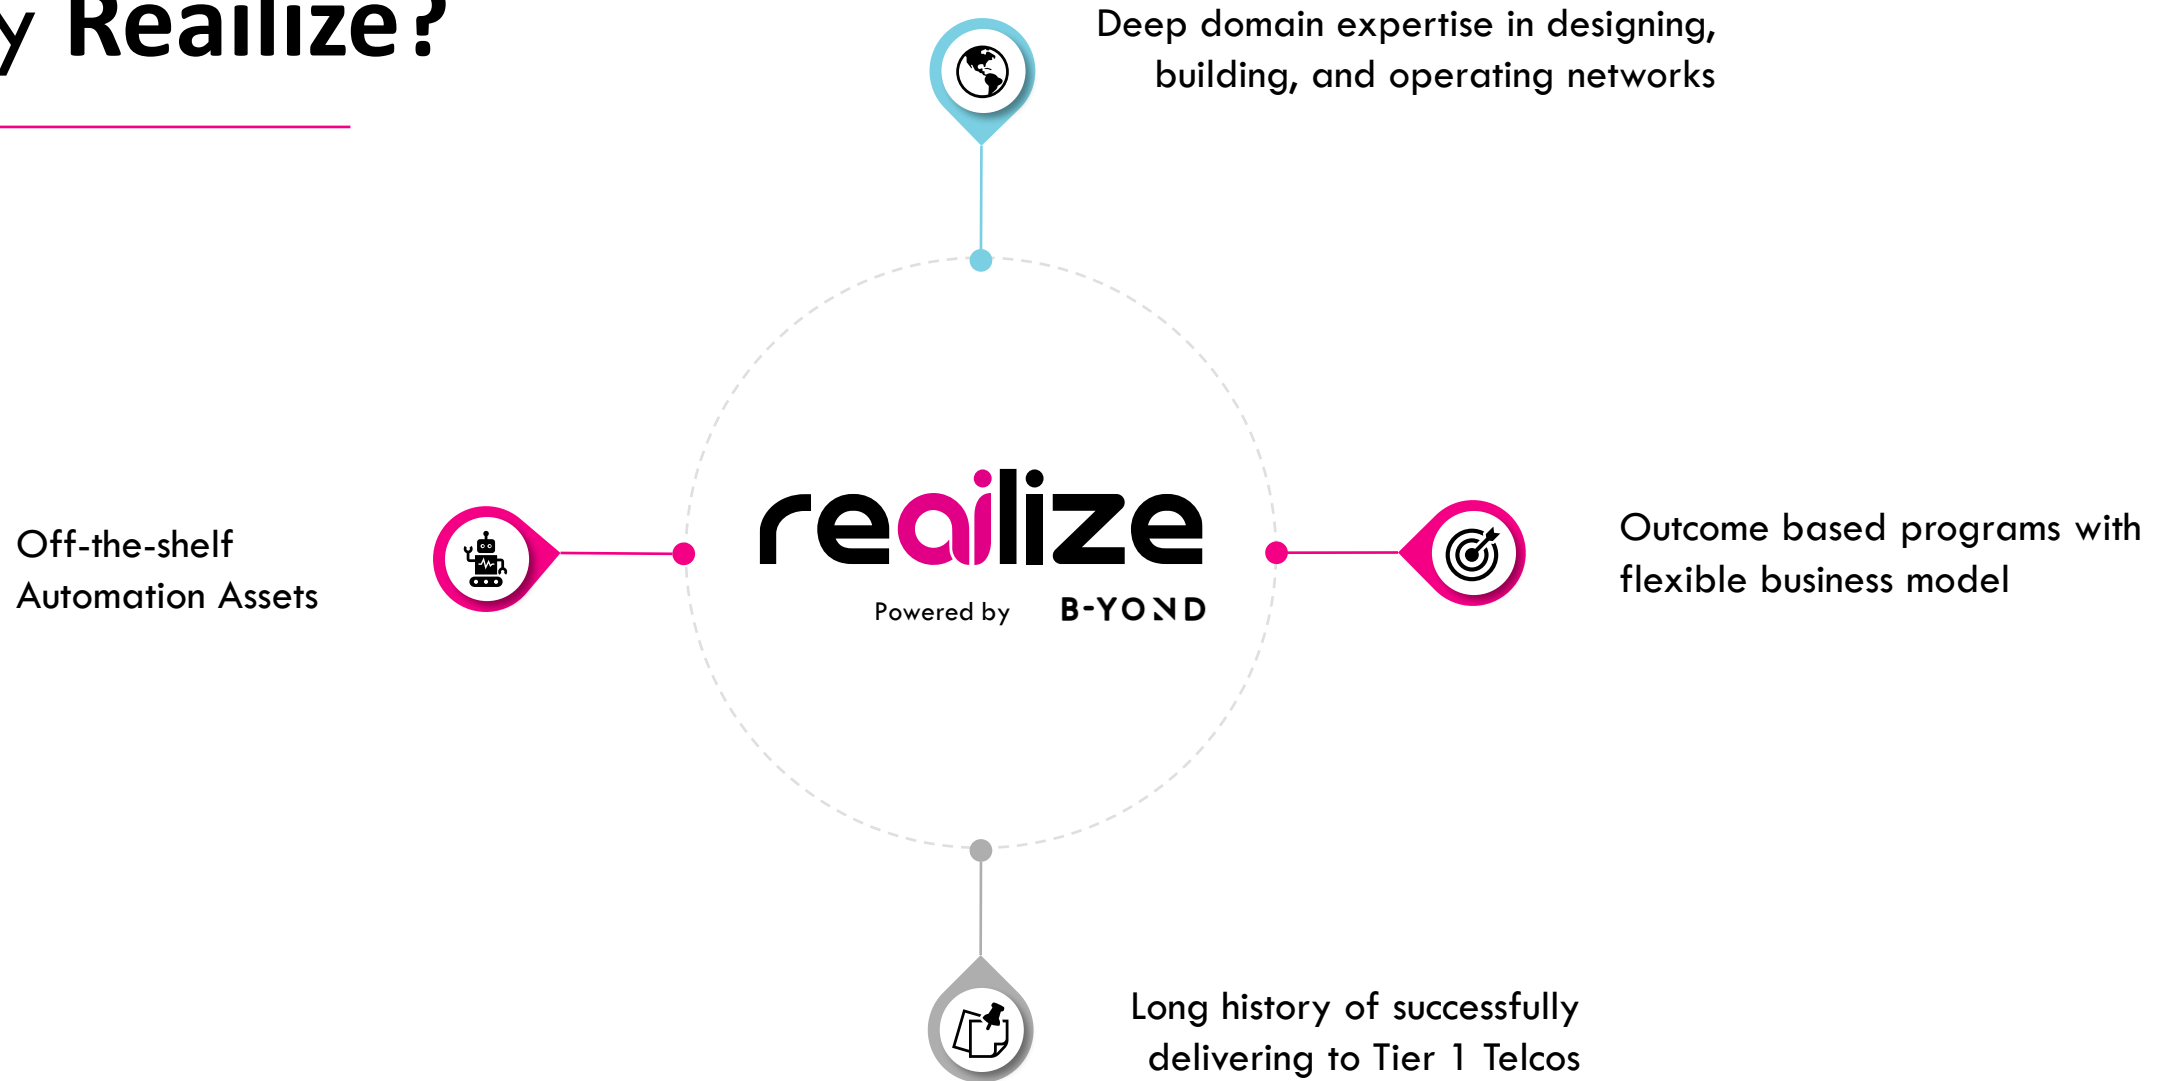 y Reailize?
Deep domain expertise in designing,
building, and operating networks
Off-the-shelf
Automation Assets
reailize
Powered by B-YOND
Outcome based programs with
flexible business model
Long history of successfully
delivering to Tier 1 Telcos